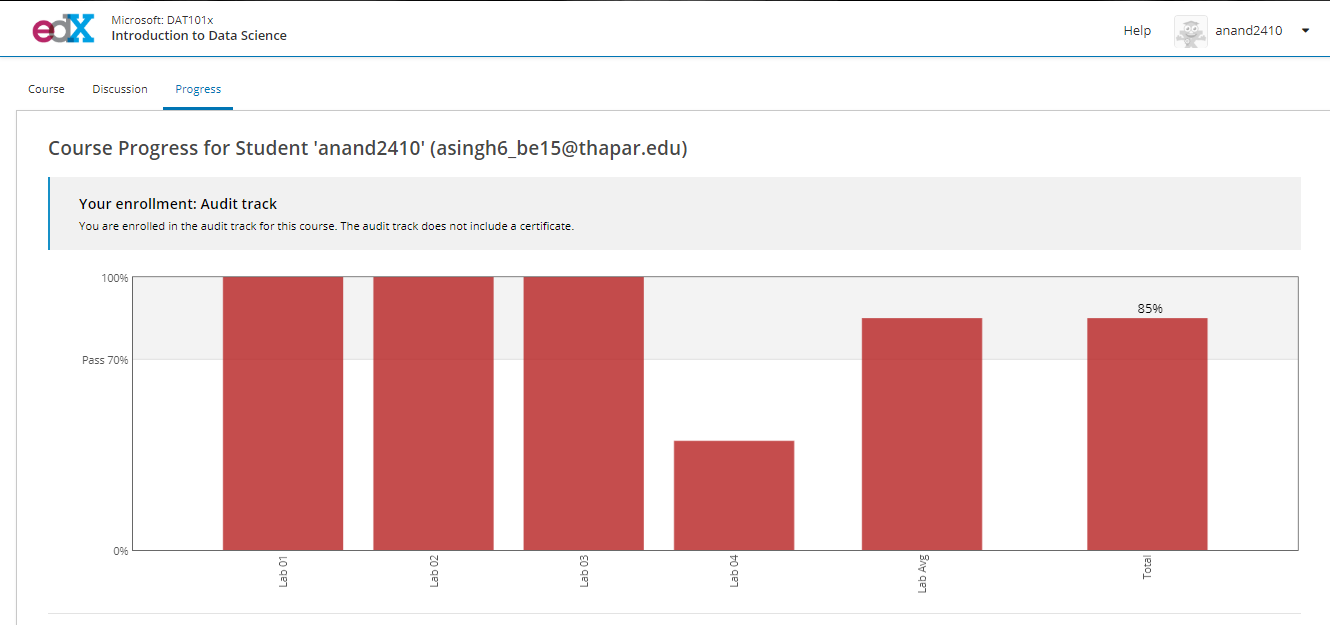 edX
Microsoft: DAT101x
Introduction to Data Science
Help
anand2410
Course
Discussion
Progress
Course Progress for Student 'anand2410' (asingh6_be15@thapar.edu)
Your enrollment: Audit track
You are enrolled in the audit track for this course. The audit track does not include a certificate.
100%
85%
Pass 70%
0%
Lab 01
Lab 02
Lab 03
Lab 04
Lab Avg
Total